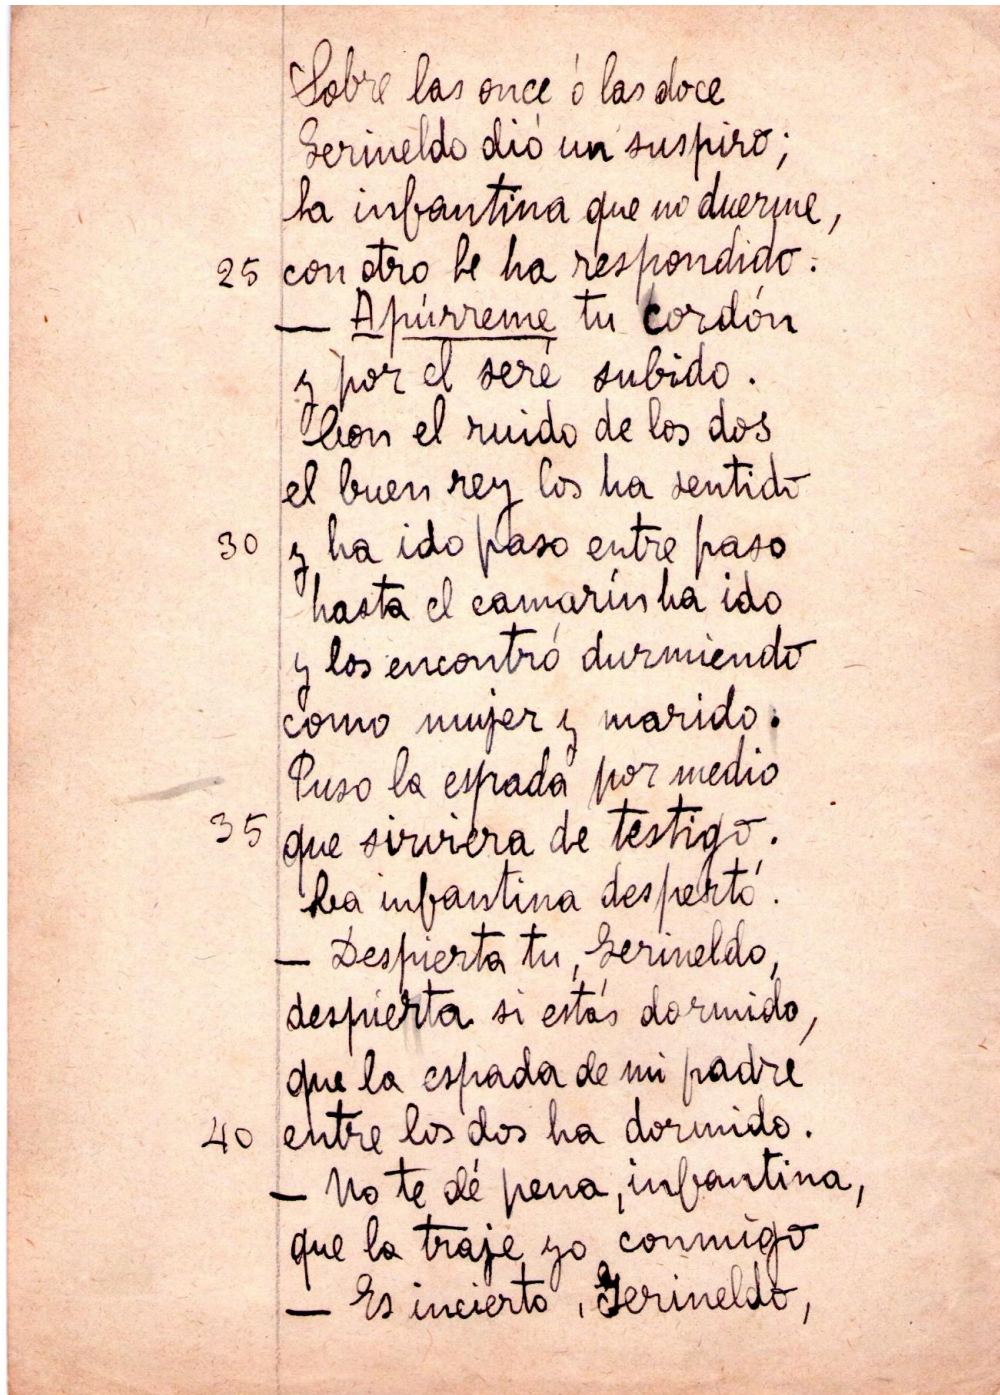 Sobre las once ó las doce
Gerineldo dió un suspiro;
la infantina que no duerme,
25 con otro le ha respondido.
— Apúrreme tu cordón
y por el seré subido.
Con el ruido de los dos
el buen rey los ha sentido
30 y ha ido paso entre paso
hasta el camarín ha ido
y los encontró durmiendo
como mujer y marido.
Puso la espada por medio
35 que sirviera de testigo.
La infantina despertó.
— Despierta tu, Gerineldo,
despierta si estás dormido,
que la espada de mi padre
40 entre los dos ha dormido.
— No te dé pena, infantina,
que la traje yo conmigo
— Es incierto, Gerineldo,